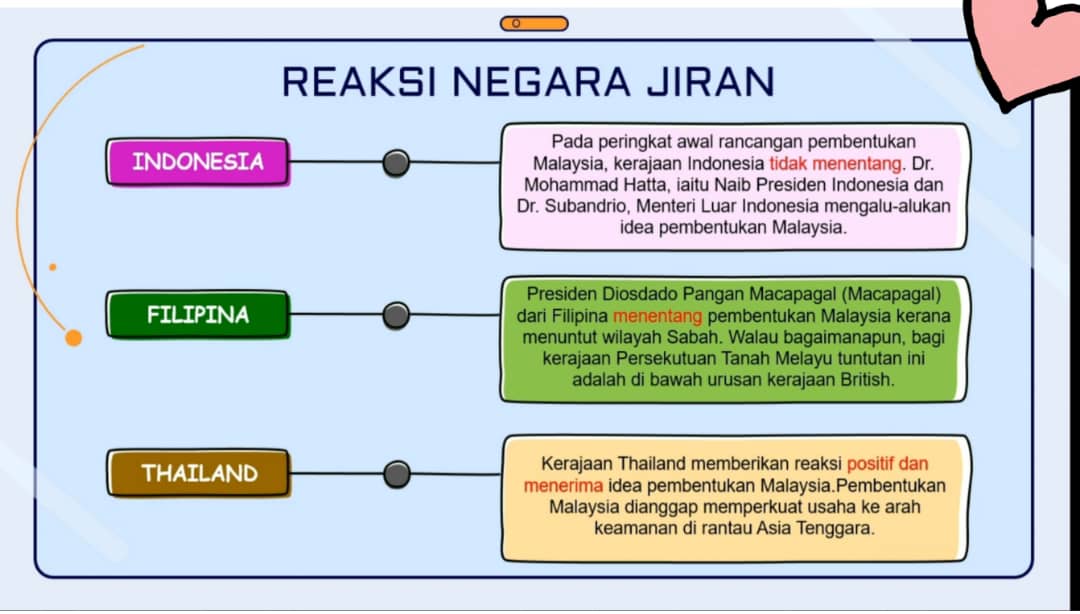 REAKSI NEGARA JIRAN
INDONESIA
Pada peringkat awal rancangan pembentukan
Malaysia, kerajaan Indonesia tidak menentang. Dr.
Mohammad Hatta, iaitu Naib Presiden Indonesia dan
Dr. Subandrio, Menteri Luar Indonesia mengalu-alukan
idea pembentukan Malaysia.
FILIPINA
Presiden Diosdado Pangan Macapagal (Macapagal)
dari Filipina menentang pembentukan Malaysia kerana
menuntut wilayah Sabah. Walau bagaimanapun, bagi
kerajaan Persekutuan Tanah Melayu tuntutan ini
adalah di bawah urusan kerajaan British.
THAILAND
Kerajaan Thailand memberikan reaksi positif dan
menerima idea pembentukan Malaysia.Pembentukan
Malaysia dianggap memperkuat usaha ke arah
keamanan di rantau Asia Tenggara.